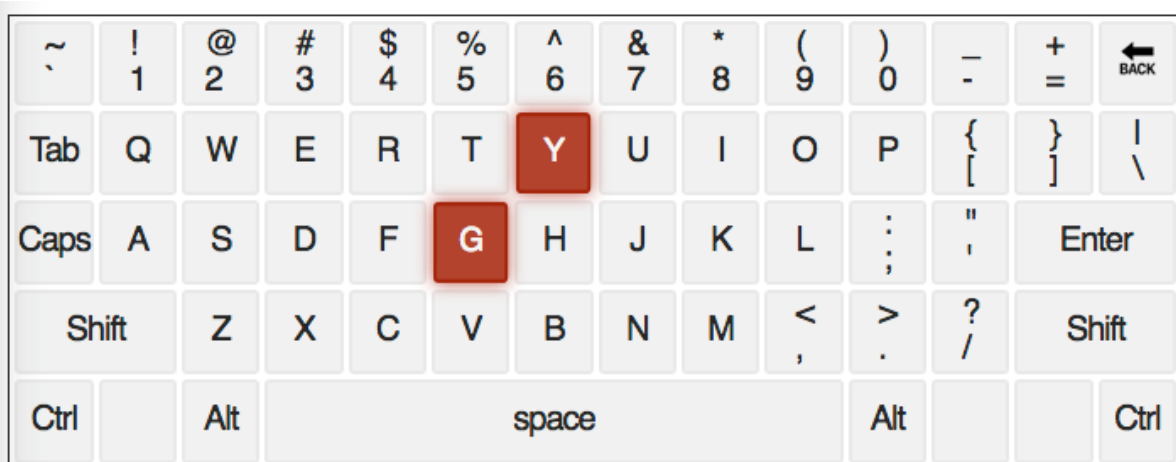 ~ ! @ # $ % ^ & * ( ) _ +
` 1 2 3 4 5 6 7 8 9 0 - = BACK
Tab Q W E R T Y U I O P { } |
[ ] \
Caps A S D F G H J K L : " Enter
; '
Shift Z X C V B N M < > ? Shift
, . /
Ctrl Alt space Alt Ctrl